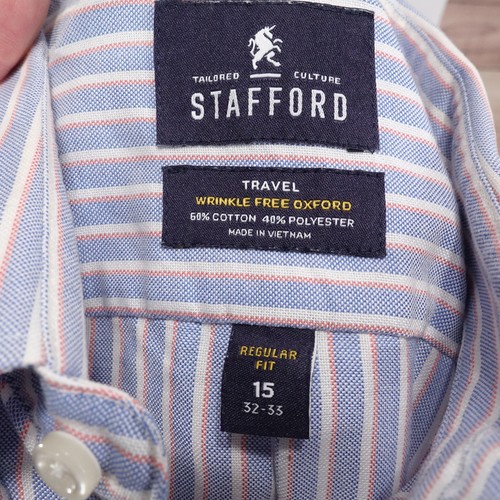 TAILORED CULTURE
STAFFORD
TRAVEL
WRINKLE FREE OXFORD
60% COTTON 40% POLYESTER
MADE IN VIETNAM
REGULAR
FIT
15
32-33